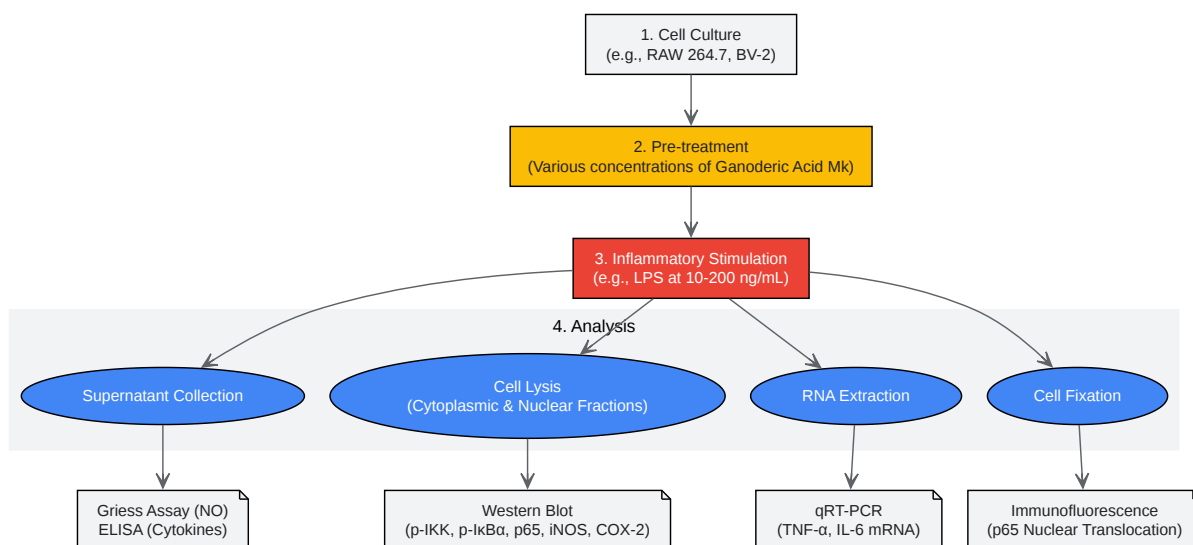 1. Cell Culture
(e.g., RAW 264.7, BV-2)
2. Pre-treatment
(Various concentrations of Ganoderic Acid Mk)
3. Inflammatory Stimulation
(e.g., LPS at 10-200 ng/mL)
4. Analysis
Supernatant Collection
Cell Lysis
(Cytoplasmic & Nuclear Fractions)
RNA Extraction
Cell Fixation
Griess Assay (NO)
ELISA (Cytokines)
Western Blot
(p-IKK, p-IκBα, p65, iNOS, COX-2)
qRT-PCR
(TNF-α, IL-6 mRNA)
Immunofluorescence
(p65 Nuclear Translocation)